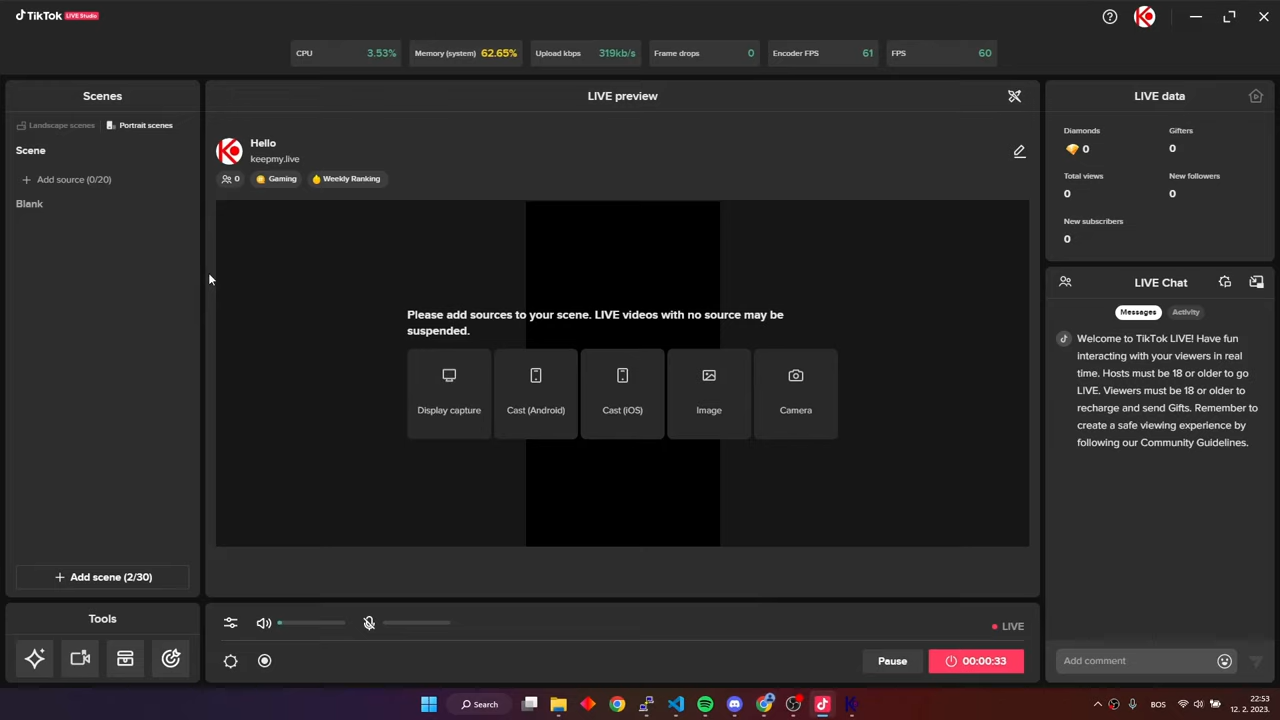 TikTok LIVE Studio
CPU 3.53%
Memory (system) 62.65%
Upload kbps 319kb/s
Frame drops 0
Encoder FPS 61
FPS 60
Scenes
Landscape scenes
Portrait scenes
Scene
+ Add source (0/20)
Blank
+ Add scene (2/30)
Tools
LIVE preview
KO
Hello
keepmy.live
0
Gaming
Weekly Ranking
Please add sources to your scene. LIVE videos with no source may be
suspended.
Display capture
Cast (Android)
Cast (iOS)
Image
Camera
LIVE
Pause
00:00:33
LIVE data
Diamonds
0
Gifters
0
Total views
0
New followers
0
New subscribers
0
LIVE Chat
Messages
Activity
Welcome to TikTok LIVE! Have fun
interacting with your viewers in real
time. Hosts must be 18 or older to go
LIVE. Viewers must be 18 or older to
recharge and send Gifts. Remember to
create a safe viewing experience by
following our Community Guidelines.
Add comment
Search
BOS
22:53
12. 2. 2023.